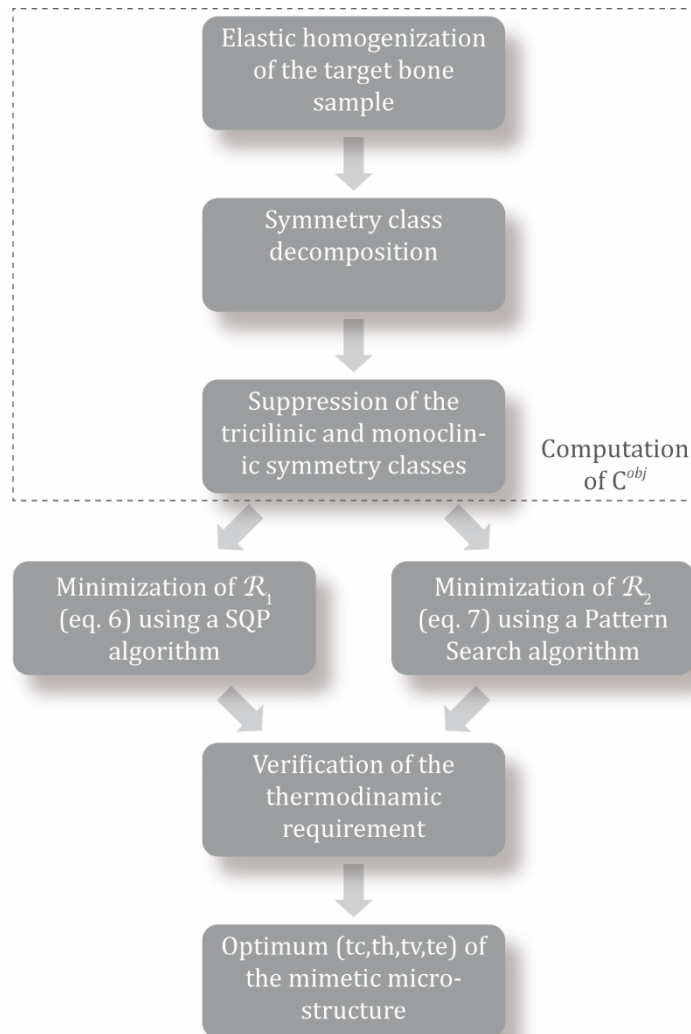 Elastic homogenization
of the target bone
sample
Symmetry class
decomposition
Suppression of the
tricilinic and monoclin-
ic symmetry classes
Computation
of C^obj
Minimization of ℛ₁
(eq. 6) using a SQP
algorithm
Minimization of ℛ₂
(eq. 7) using a Pattern
Search algorithm
Verification of the
thermodinamic
requirement
Optimum (tc,th,tv,te) of
the mimetic micro-
structure